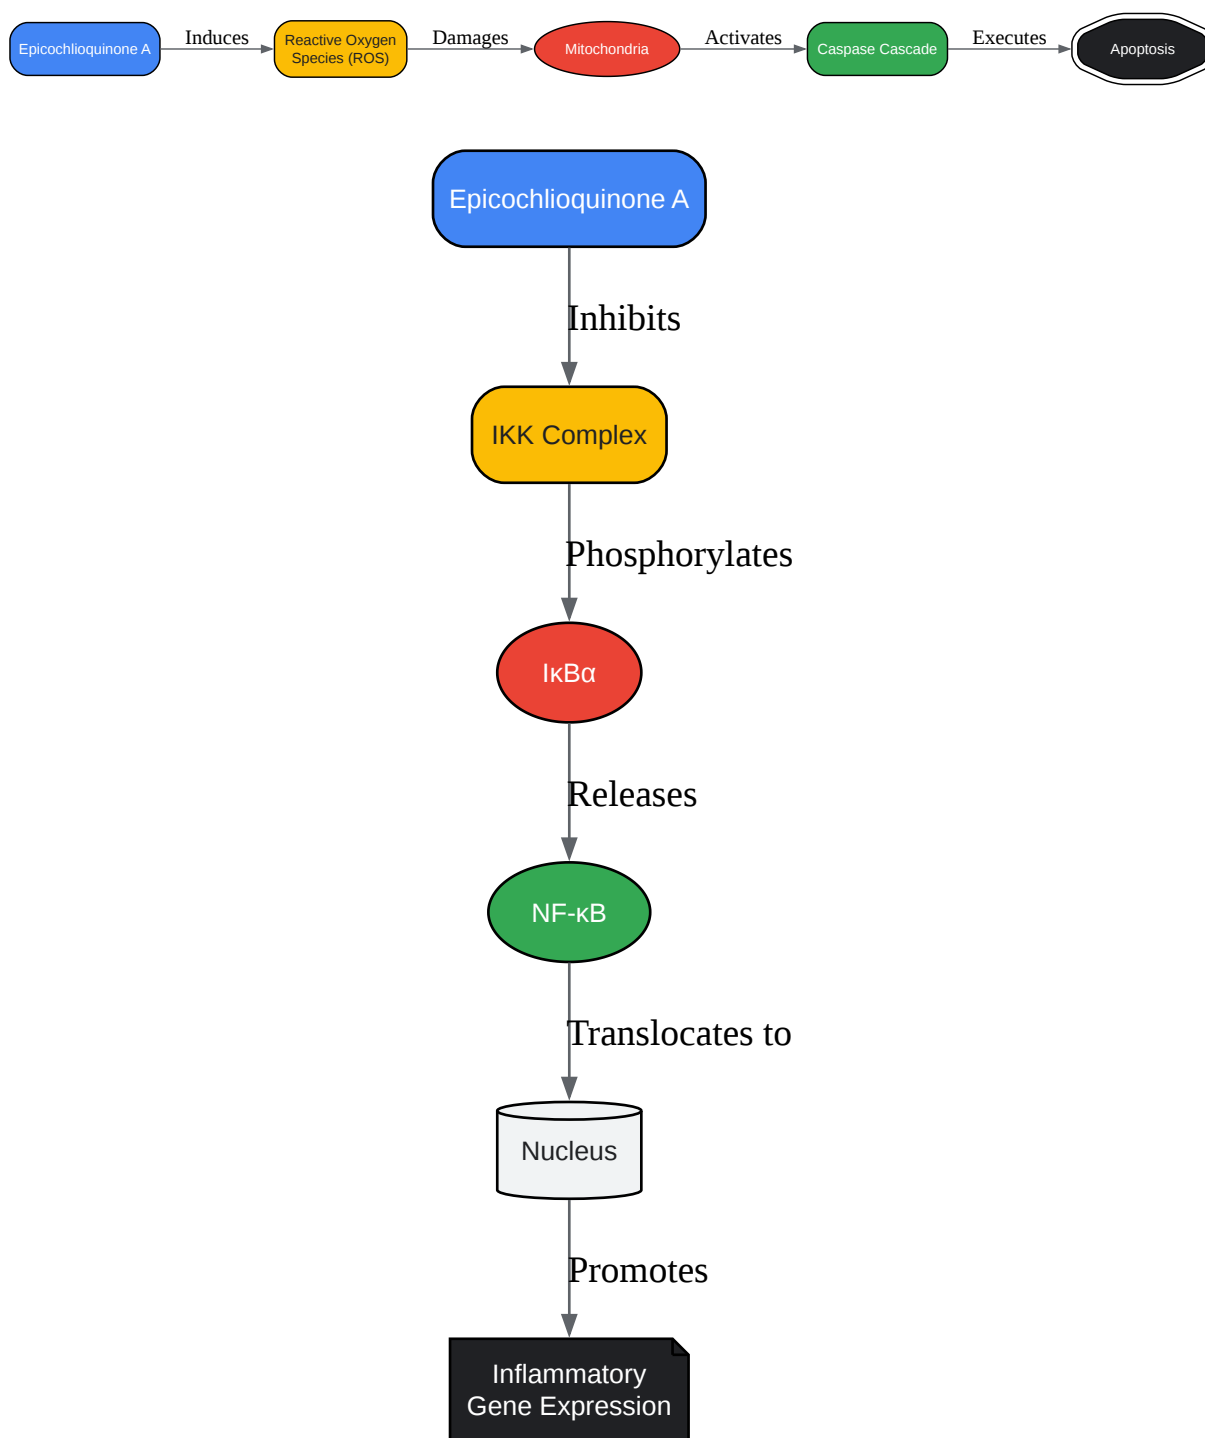 Epicochlioquinone A
Induces
Reactive Oxygen
Species (ROS)
Damages
Mitochondria
Activates
Caspase Cascade
Executes
Apoptosis
Epicochlioquinone A
Inhibits
IKK Complex
Phosphorylates
IκBα
Releases
NF-κB
Translocates to
Nucleus
Promotes
Inflammatory
Gene Expression